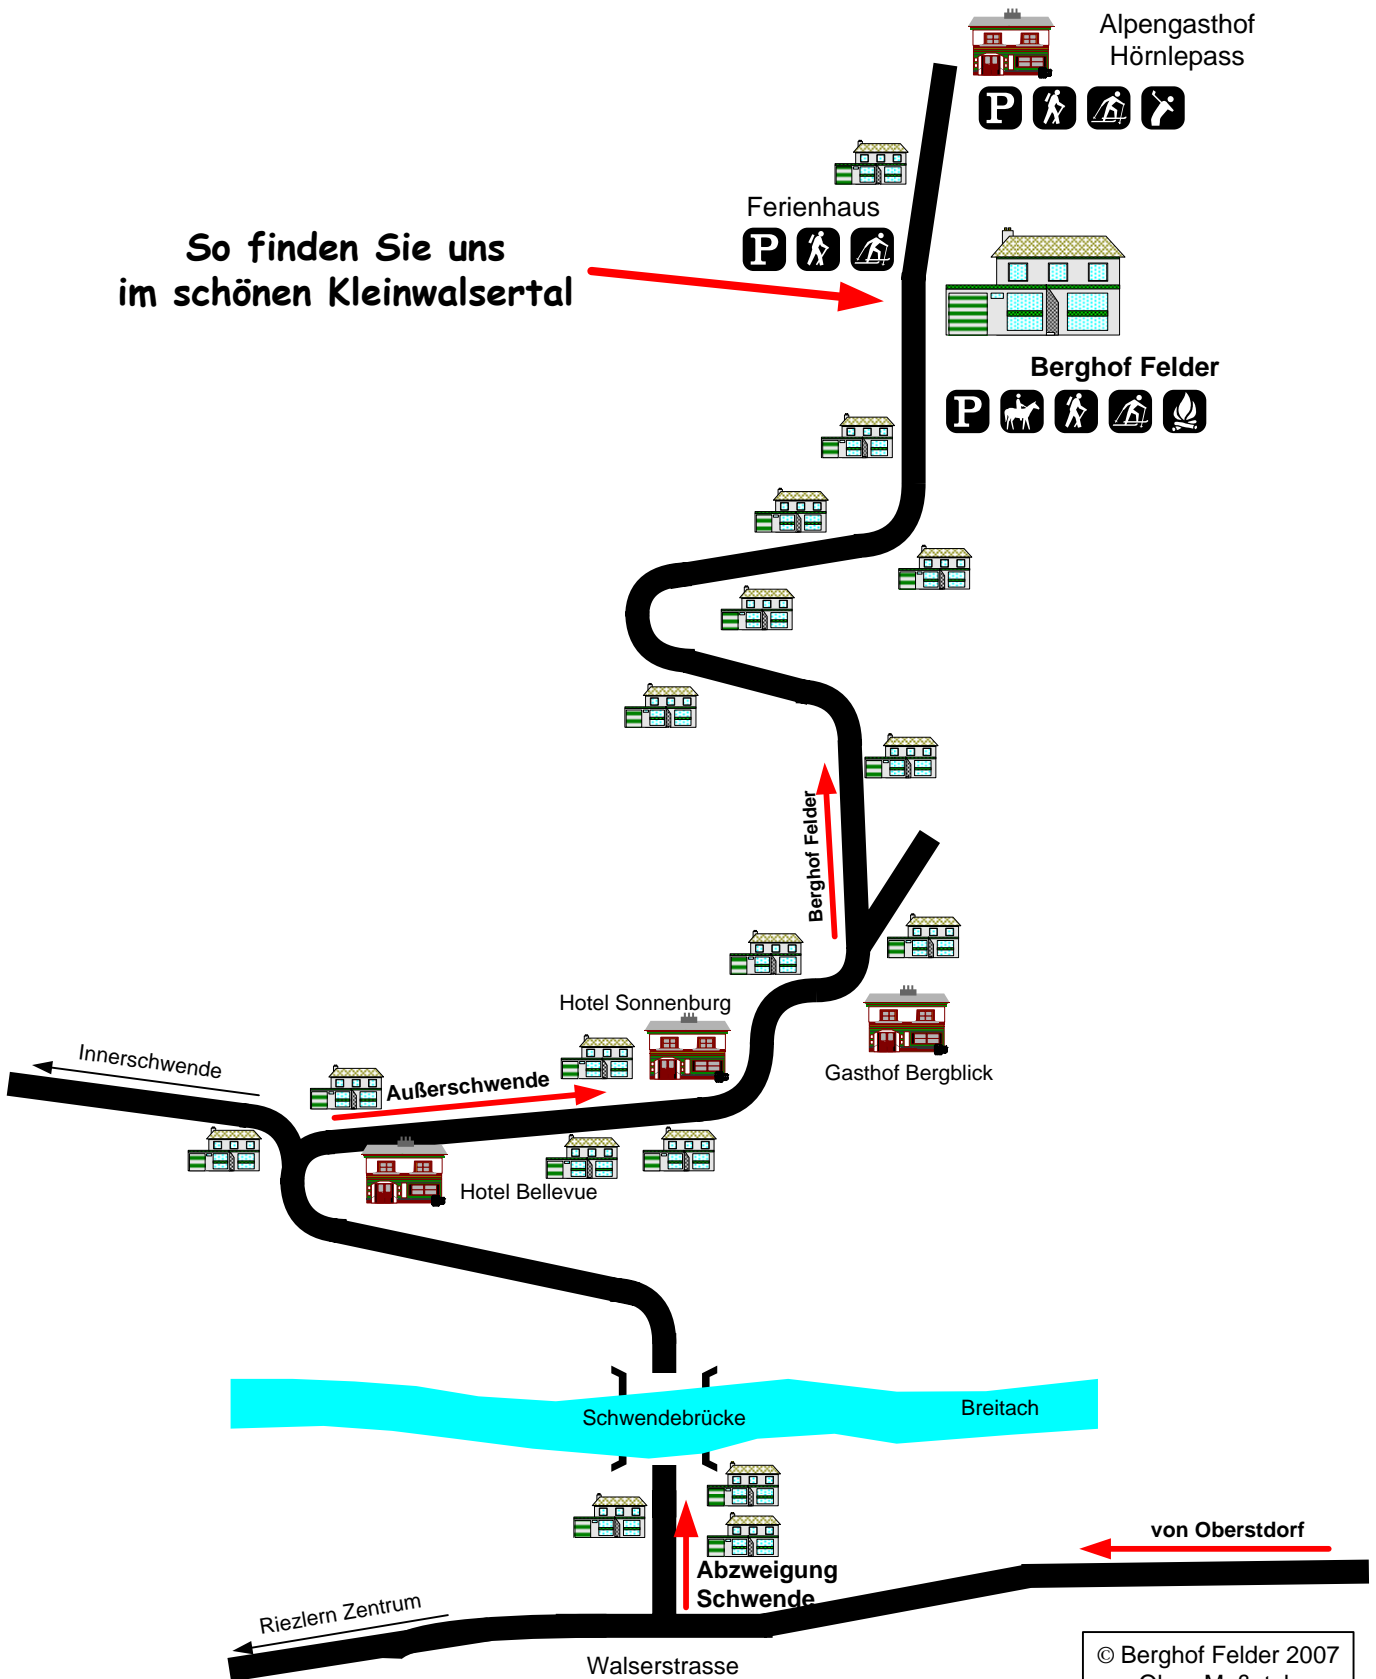 Alpengasthof
Hörnlepass
P
Ferienhaus
P
So finden Sie uns
im schönen Kleinwalsertal
Berghof Felder
P
Berghof Felder
Hotel Sonnenburg
Innerschwende
Außerschwende
Gasthof Bergblick
Hotel Bellevue
Schwendebrücke
Breitach
von Oberstdorf
Abzweigung
Schwende
Riezlern Zentrum
Walserstrasse
© Berghof Felder 2007